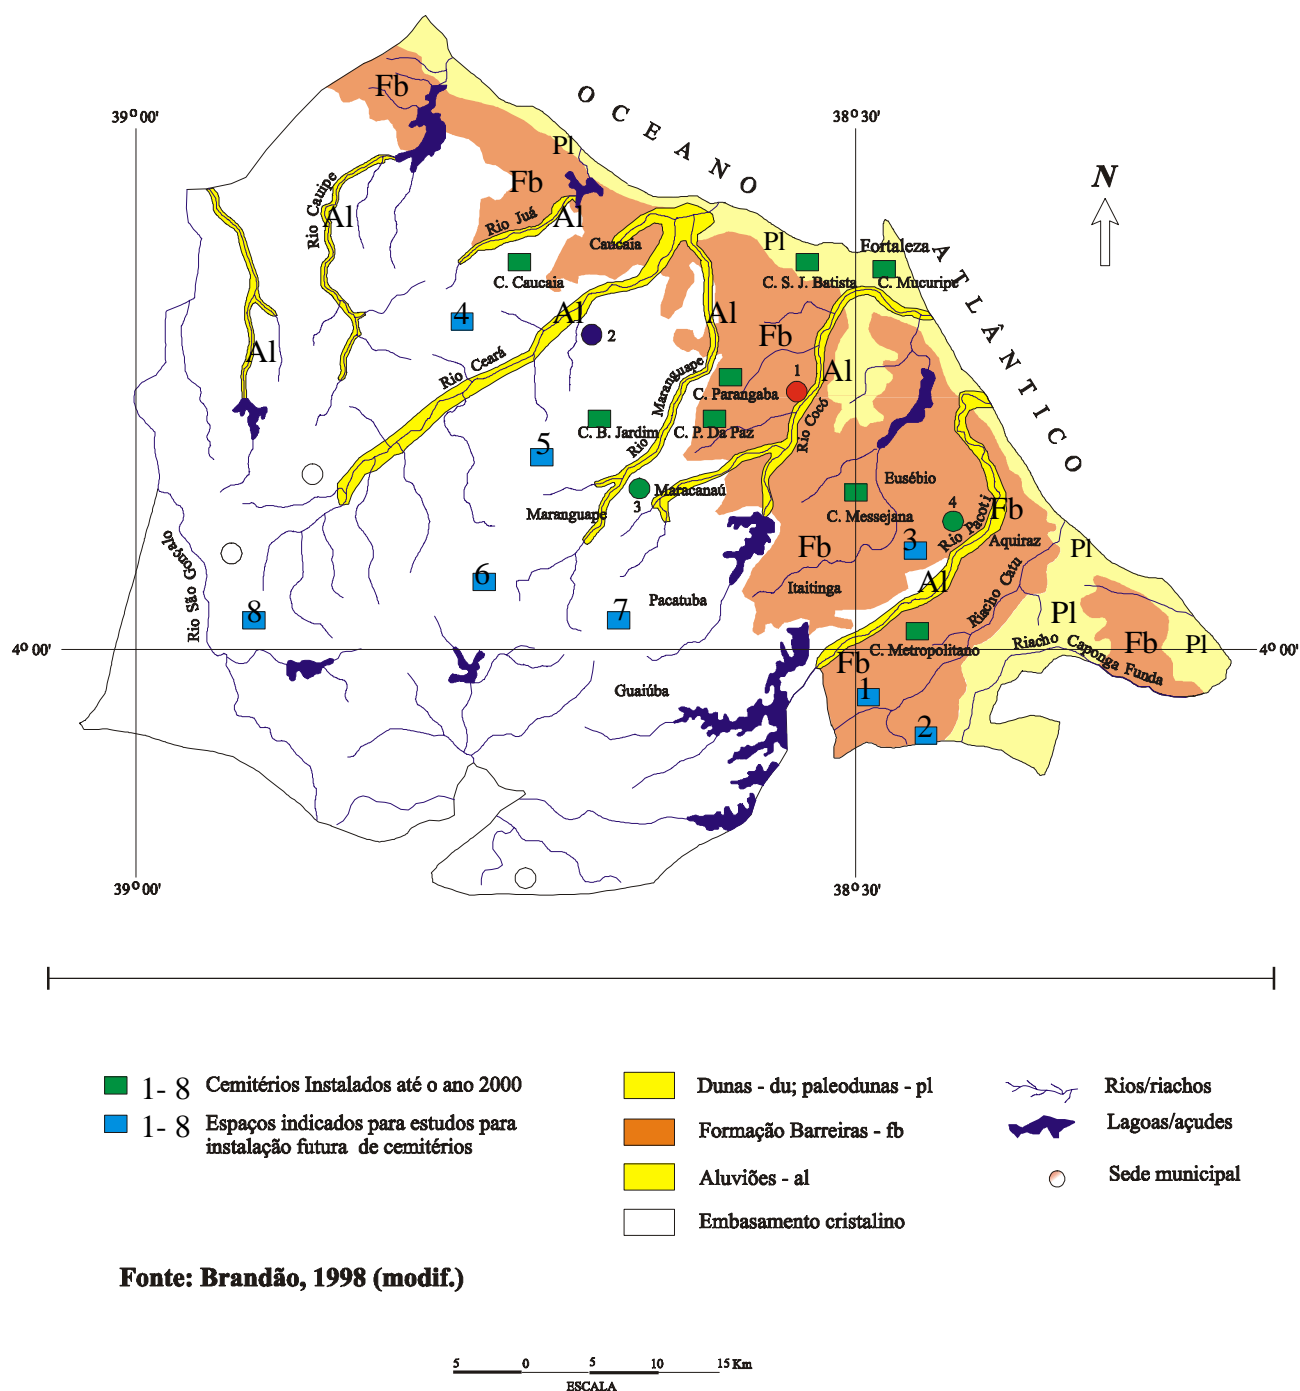 OCEANO
ATLÂNTICO
39º 00'
38º 30'
N
Fb
Pl
Fb
Rio Cauipe
Al
Rio Juá
Al
Caucaia
Pl
Fortaleza
C. Caucaia
C. S. J. Batista
C. Mucuripe
4
Al
2
Al
Fb
Al
Rio Ceará
Rio Maranguape
1
Al
C. Parangaba
Rio Cocó
C. B. Jardim
C. P. Da Paz
5
Eusébio
Maracanaú
3
Maranguape
C. Messejana
4
Rio Pacoti
Fb
Aquiraz
Pl
3
Fb
Rio São Gonçalo
6
Itaitinga
Al
Riacho Catu
8
7
Pacatuba
Pl
C. Metropolitano
Riacho Caponga Funda
Fb
Pl
4º 00'
4º 00'
Fb
Guaiúba
1
2
39º 00'
38º 30'
1- 8 Cemitérios Instalados até o ano 2000
1- 8 Espaços indicados para estudos para
instalação futura de cemitérios
Dunas - du; paleodunas - pl
Formação Barreiras - fb
Aluviões - al
Embasamento cristalino
Rios/riachos
Lagoas/açudes
Sede municipal
Fonte: Brandão, 1998 (modif.)
5 0 5 10 15 Km
ESCALA